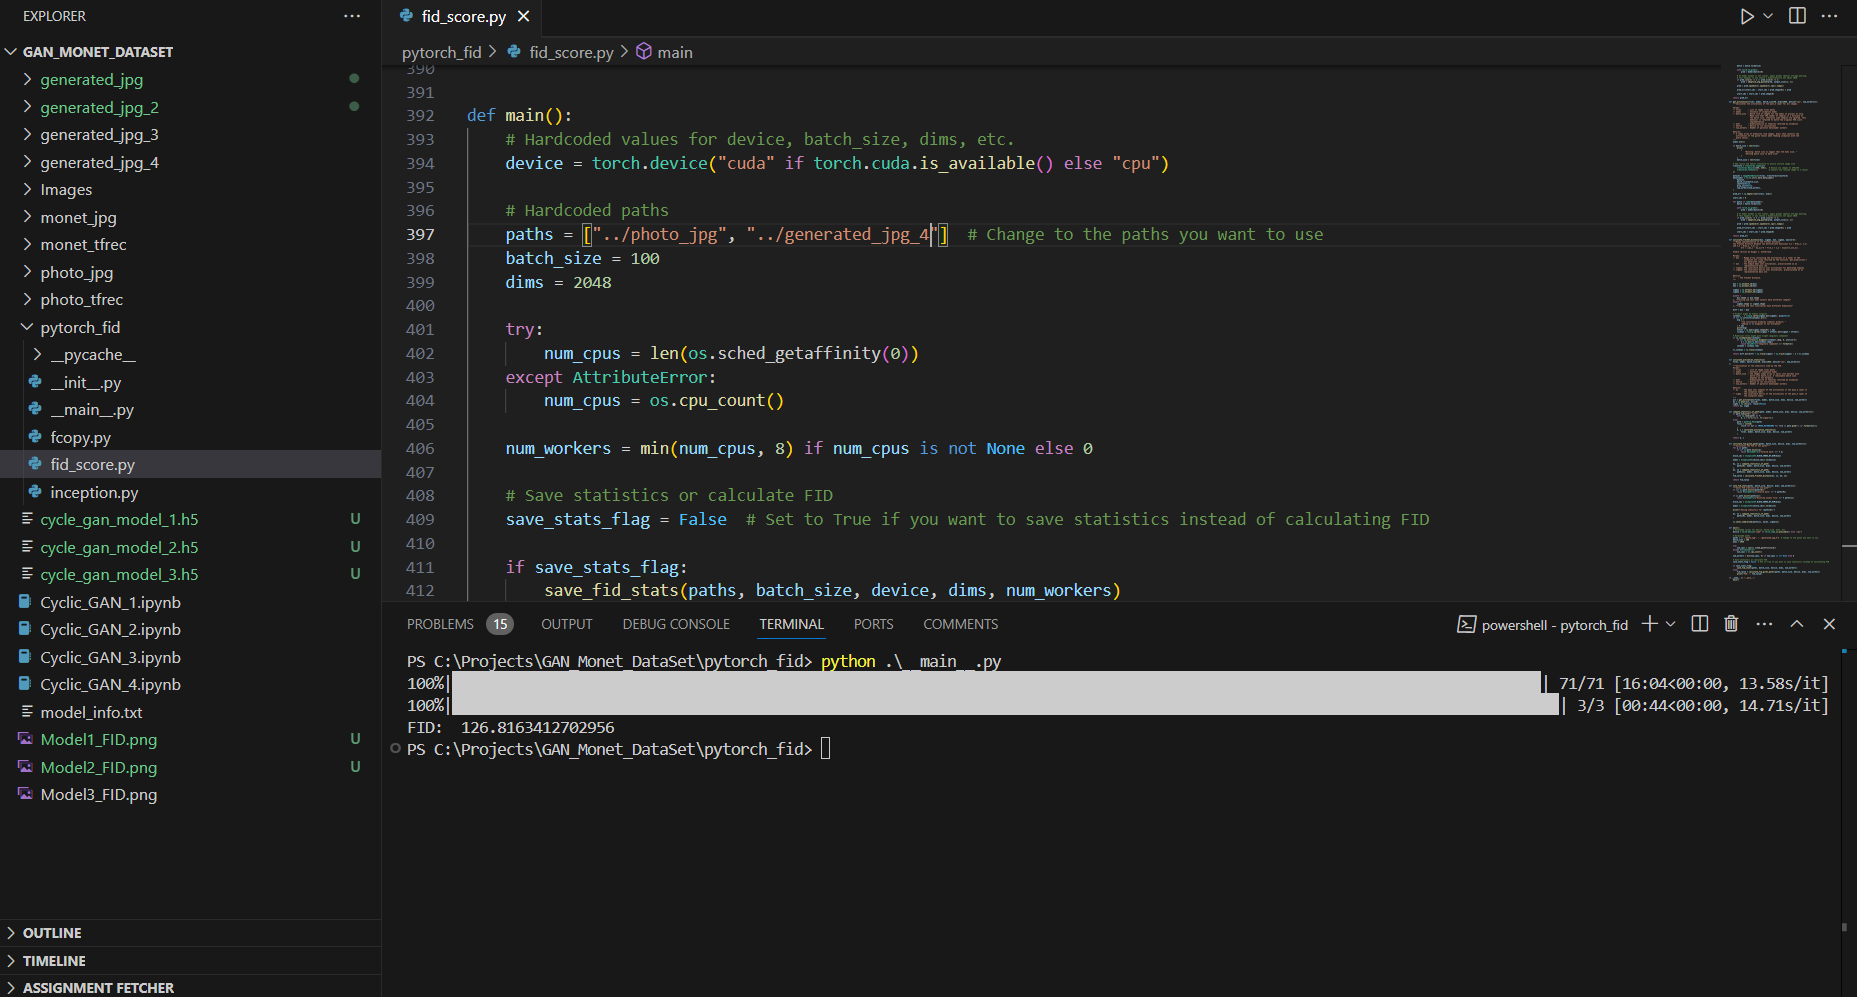 EXPLORER
GAN_MONET_DATASET
generated_jpg
generated_jpg_2
generated_jpg_3
generated_jpg_4
Images
monet_jpg
monet_tfrec
photo_jpg
photo_tfrec
pytorch_fid
__pycache__
__init__.py
__main__.py
fcopy.py
fid_score.py
inception.py
cycle_gan_model_1.h5 U
cycle_gan_model_2.h5 U
cycle_gan_model_3.h5 U
Cyclic_GAN_1.ipynb
Cyclic_GAN_2.ipynb
Cyclic_GAN_3.ipynb
Cyclic_GAN_4.ipynb
model_info.txt
Model1_FID.png U
Model2_FID.png U
Model3_FID.png
OUTLINE
TIMELINE
ASSIGNMENT FETCHER
fid_score.py
pytorch_fid > fid_score.py > main
390
391
392 def main():
393 # Hardcoded values for device, batch_size, dims, etc.
394 device = torch.device("cuda" if torch.cuda.is_available() else "cpu")
395
396 # Hardcoded paths
397 paths = ["../photo_jpg", "../generated_jpg_4"] # Change to the paths you want to use
398 batch_size = 100
399 dims = 2048
400
401 try:
402 num_cpus = len(os.sched_getaffinity(0))
403 except AttributeError:
404 num_cpus = os.cpu_count()
405
406 num_workers = min(num_cpus, 8) if num_cpus is not None else 0
407
408 # Save statistics or calculate FID
409 save_stats_flag = False # Set to True if you want to save statistics instead of calculating FID
410
411 if save_stats_flag:
412 save_fid_stats(paths, batch_size, device, dims, num_workers)
PROBLEMS 15 OUTPUT DEBUG CONSOLE TERMINAL PORTS COMMENTS powershell - pytorch_fid
PS C:\Projects\GAN_Monet_DataSet\pytorch_fid> python .\__main__.py
100%| | 71/71 [16:04<00:00, 13.58s/it]
100%| | 3/3 [00:44<00:00, 14.71s/it]
FID: 126.8163412702956
PS C:\Projects\GAN_Monet_DataSet\pytorch_fid>